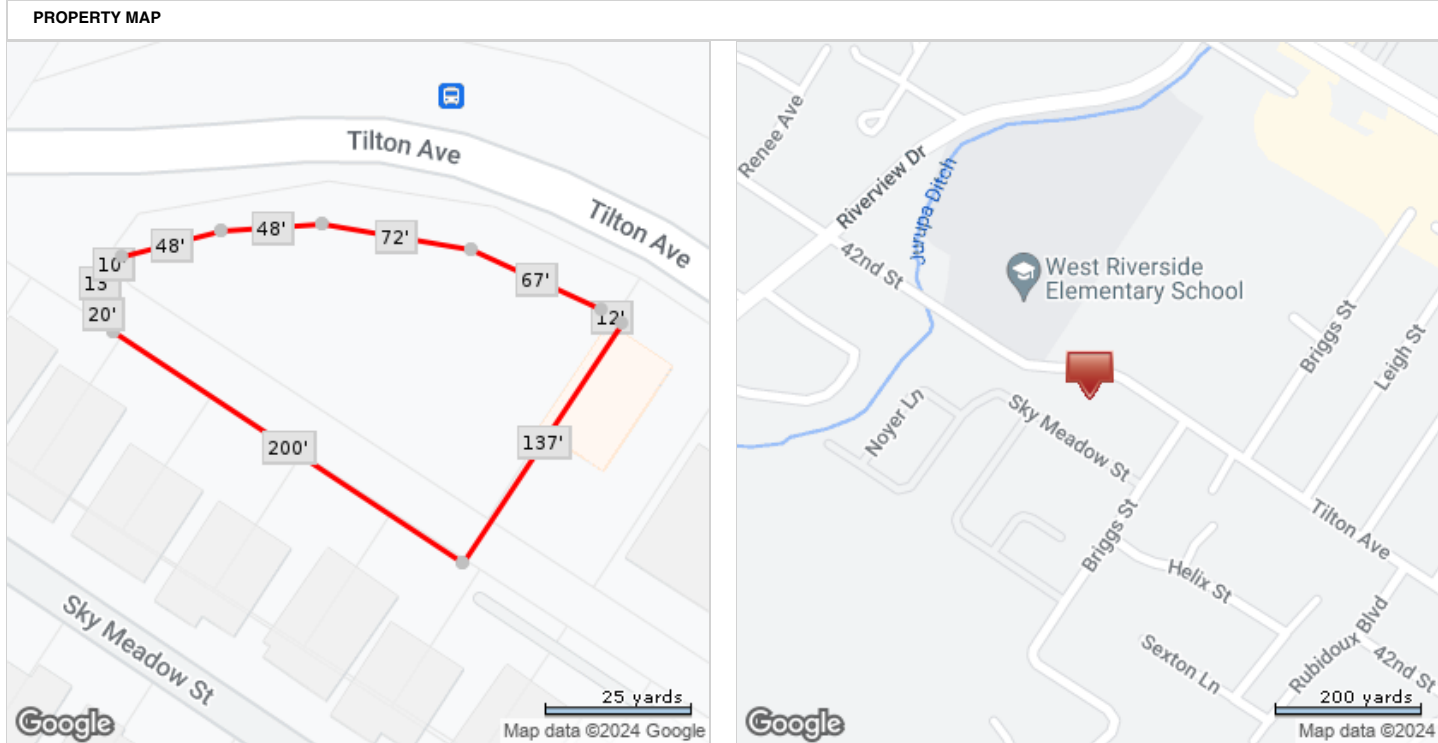 PROPERTY MAP
Tilton Ave
Tilton Ave
48'
48'
72'
10'
13'
20'
67'
12'
200'
137'
Sky Meadow St
25 yards
Google
Map data ©2024 Google
Renee Ave
Riverview Dr
Jurupa Ditch
42nd St
West Riverside
Elementary School
Briggs St
Leigh St
Noyer Ln
Sky Meadow St
Briggs St
Tilton Ave
Helix St
Rubidoux Blvd
Sexton Ln
42nd St
200 yards
Google
Map data ©2024